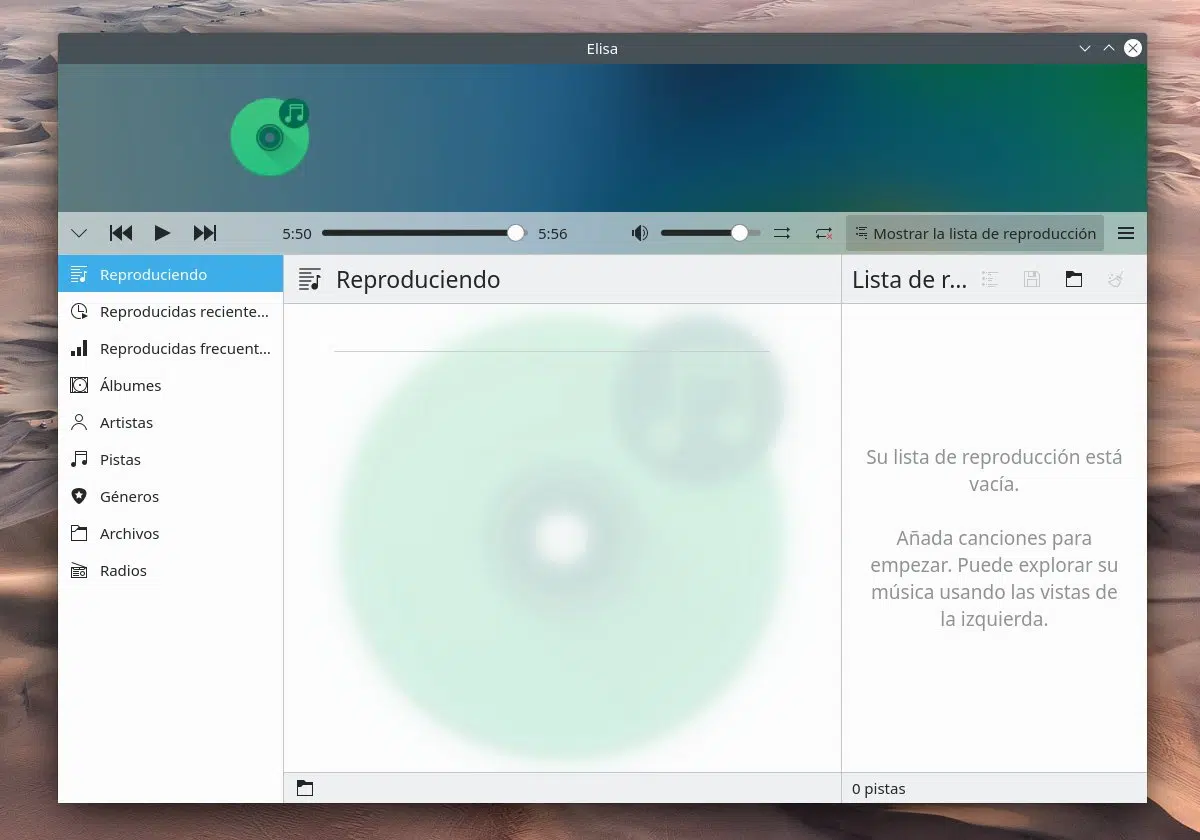 Elisa
5:50
5:56
Mostrar la lista de reproducción
Reproduciendo
Reproducidas reciente...
Reproducidas frecuent...
Álbumes
Artistas
Pistas
Géneros
Archivos
Radios
Reproduciendo
Lista de r...
Su lista de reproducción está
vacía.
Añada canciones para
empezar. Puede explorar su
música usando las vistas de
la izquierda.
0 pistas